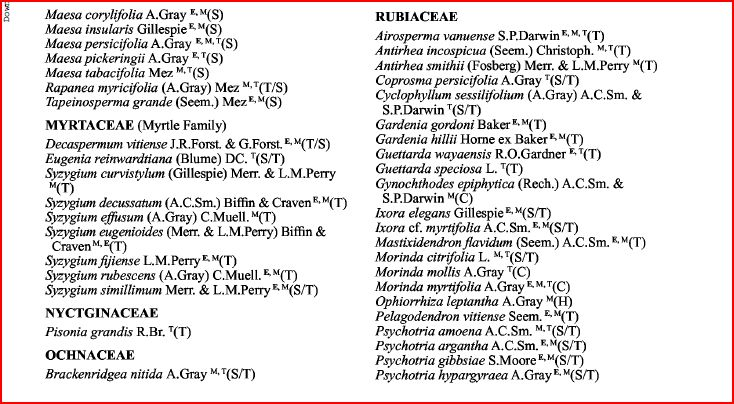 Maesa corylifolia A.Gray E, M(S)
Maesa insularis Gillespie E, M(S)
Maesa persicifolia A.Gray E, M, T(S)
Maesa pickeringii A.Gray E, T(S)
Maesa tabacifolia Mez M, T(S)
Rapanea myricifolia (A.Gray) Mez M, T(T/S)
Tapeinosperma grande (Seem.) Mez E, M(S)
MYRTACEAE (Myrtle Family)
Decaspermum vitiense J.R.Forst. & G.Forst. E, M(T/S)
Eugenia reinwardtiana (Blume) DC. T(S/T)
Syzygium curvistylum (Gillespie) Merr. & L.M.Perry
M(T)
Syzygium decussatum (A.C.Sm.) Biffin & Craven E, M(T)
Syzygium effusum (A.Gray) C.Muell. M(T)
Syzygium eugenioides (Merr. & L.M.Perry) Biffin &
Craven M, E(T)
Syzygium fijiense L.M.Perry E, M(T)
Syzygium rubescens (A.Gray) C.Muell. E, M(T)
Syzygium simillimum Merr. & L.M.Perry E, M(S/T)
NYCTGINACEAE
Pisonia grandis R.Br. T(T)
OCHNACEAE
Brackenridgea nitida A.Gray M, T(S/T)
RUBIACEAE
Airosperma vanuense S.P.Darwin E, M, T(T)
Antirhea incospicua (Seem.) Christoph. M, T(T)
Antirhea smithii (Fosberg) Merr. & L.M.Perry M(T)
Coprosma persicifolia A.Gray T(S/T)
Cyclophyllum sessilifolium (A.Gray) A.C.Sm. &
S.P.Darwin T(S/T)
Gardenia gordoni Baker E, M(T)
Gardenia hillii Horne ex Baker E, M(T)
Guettarda wayaensis R.O.Gardner E, T(T)
Guettarda speciosa L. T(T)
Gynochthodes epiphytica (Rech.) A.C.Sm. &
S.P.Darwin M(C)
Ixora elegans Gillespie E, M(S/T)
Ixora cf. myrtifolia A.C.Sm. E, M(S/T)
Mastixidendron flavidum (Seem.) A.C.Sm. E, M(T)
Morinda citrifolia L. M, T(S/T)
Morinda mollis A.Gray T(C)
Morinda myrtifolia A.Gray E, M, T(C)
Ophiorrhiza leptantha A.Gray M(H)
Pelagodendron vitiense Seem. E, M(T)
Psychotria amoena A.C.Sm. M, T(S/T)
Psychotria argantha A.C.Sm. E, M(S/T)
Psychotria gibbsiae S.Moore E, M(S/T)
Psychotria hypargyraea A.Gray E, M(S/T)